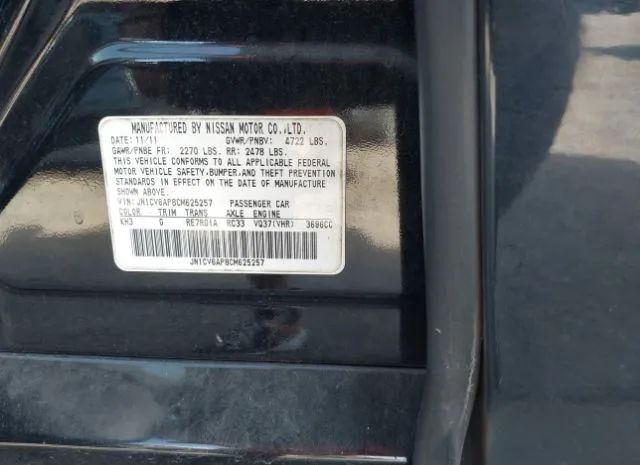 MANUFACTURED BY NISSAN MOTOR CO.,LTD.
DATE: 11/11 GVWR/PNBV: 4722 LBS.
GAWR/PNBE FR: 2270 LBS. RR: 2478 LBS.
THIS VEHICLE CONFORMS TO ALL APPLICABLE FEDERAL
MOTOR VEHICLE SAFETY, BUMPER, AND THEFT PREVENTION
STANDARDS IN EFFECT ON THE DATE OF MANUFACTURE
SHOWN ABOVE.
VIN: JN1CV6AP8CM625257 PASSENGER CAR
COLOR TRIM TRANS AXLE ENGINE
KH3 G RE7R01A RC33 VQ37(VHR) 3696CC
JN1CV6AP8CM625257